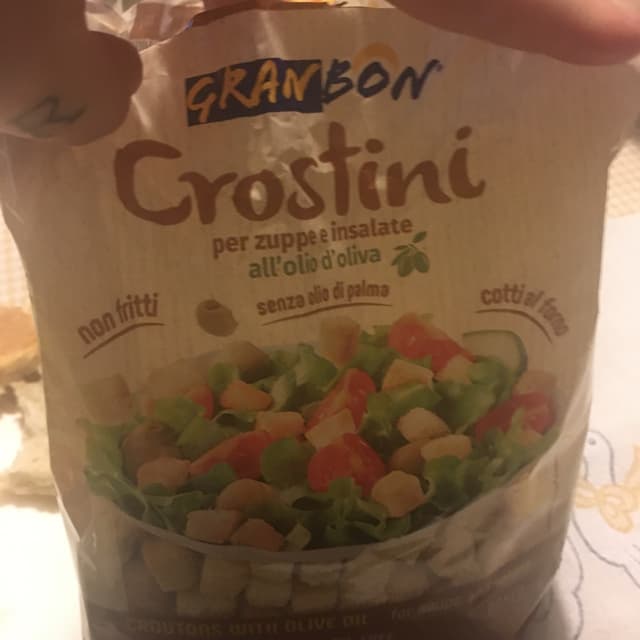 GRANBON
Crostini
per zuppe e insalate
all'olio d'oliva
non fritti
senza olio di palma
cotti al forno
CROUTONS WITH OLIVE OIL